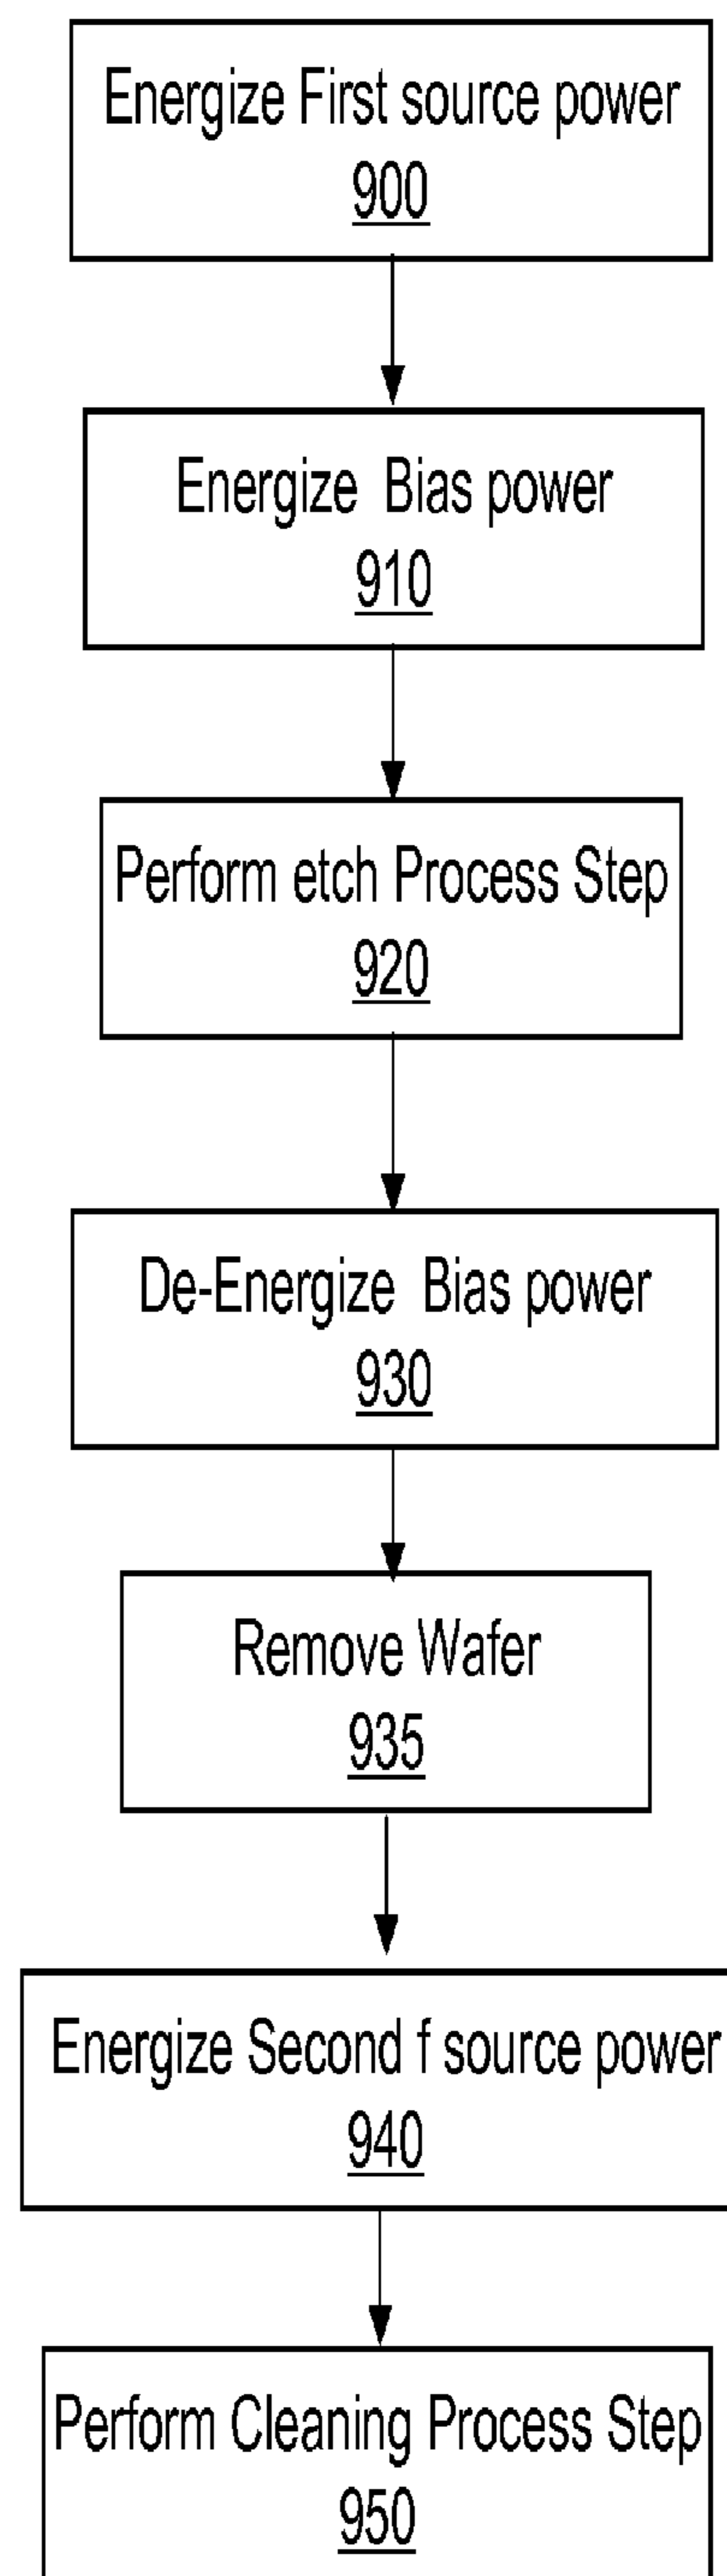 Energize First source power
900
Energize Bias power
910
Perform etch Process Step
920
De-Energize Bias power
930
Remove Wafer
935
Energize Second f source power
940
Perform Cleaning Process Step
950